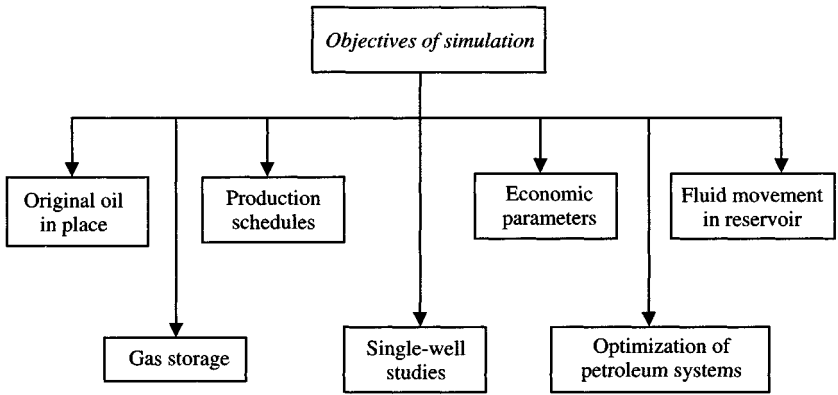 Objectives of simulation
Original oil
in place
Production
schedules
Economic
parameters
Fluid movement
in reservoir
Gas storage
Single-well
studies
Optimization of
petroleum systems